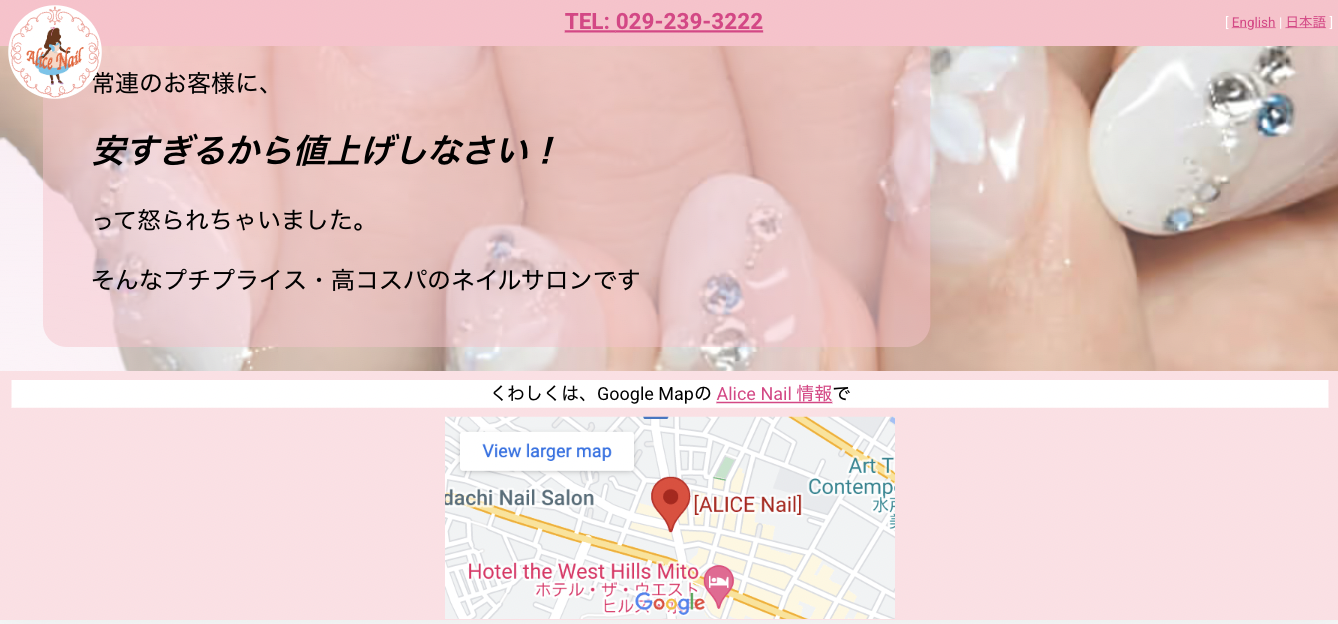 Alice Nail
TEL: 029-239-3222
[ English | 日本語 ]
常連のお客様に、
安すぎるから値上げしなさい！
って怒られちゃいました。
そんなプチプライス・高コスパのネイルサロンです
くわしくは、Google Mapの Alice Nail 情報で
View larger map
Art T
Contemp
水戸
dachi Nail Salon
[ALICE Nail]
Hotel the West Hills Mito
ホテル・ザ・ウエスト
ヒルズ
Google